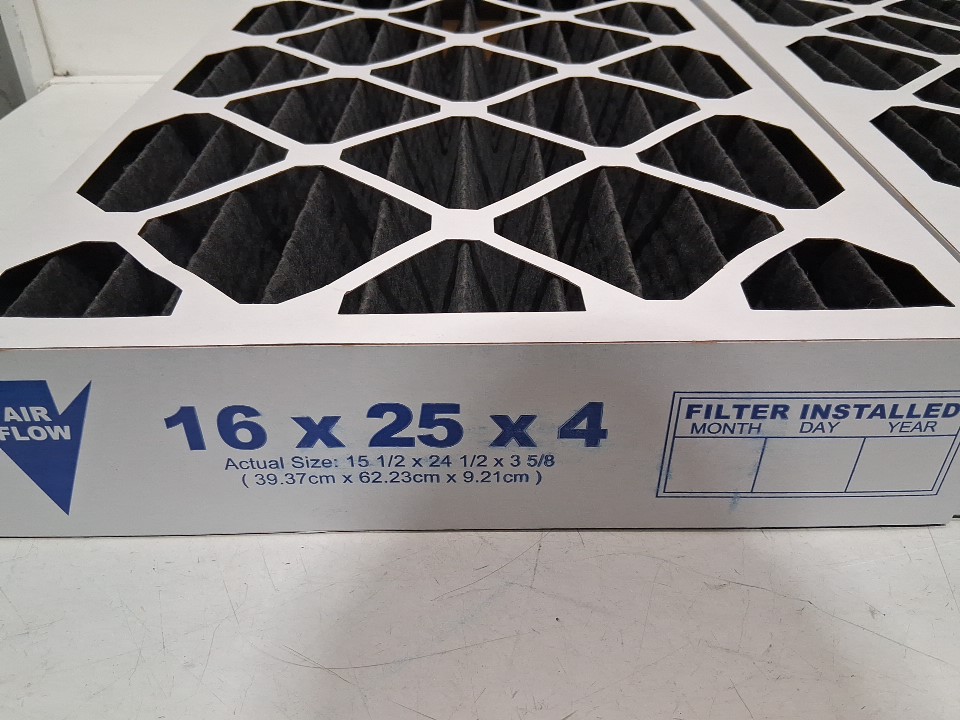 AIR
FLOW
16 x 25 x 4
Actual Size: 15 1/2 x 24 1/2 x 3 5/8
( 39.37cm x 62.23cm x 9.21cm )
FILTER INSTALLED
MONTH DAY YEAR